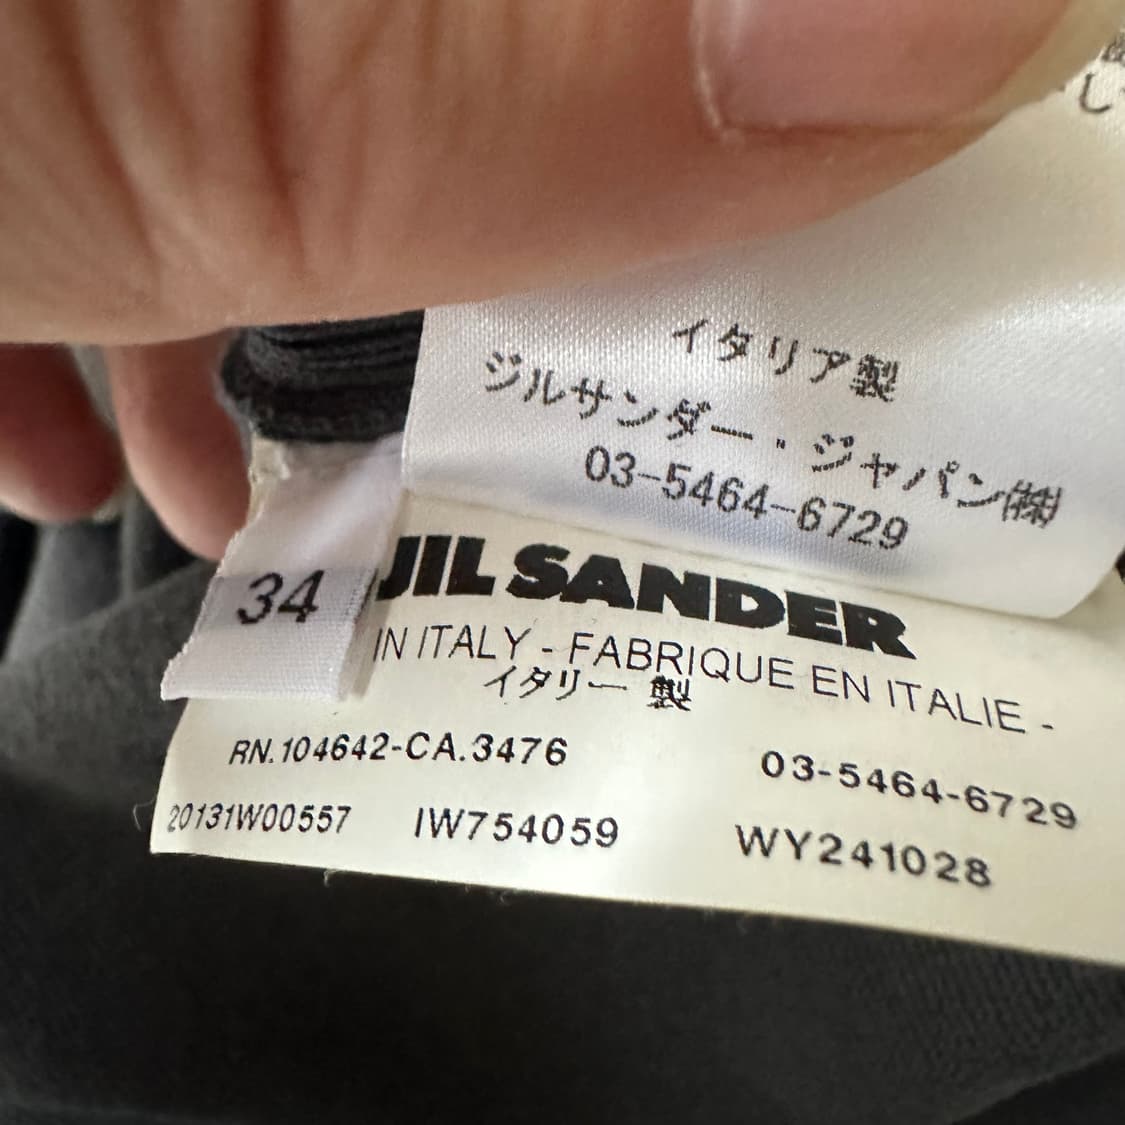 イタリア製
ジルサンダー・ジャパン㈱
03-5464-6729
34
JIL SANDER
IN ITALY - FABRIQUE EN ITALIE -
イタリー 製
RN.104642-CA.3476
03-5464-6729
20131W00557
IW754059
WY241028